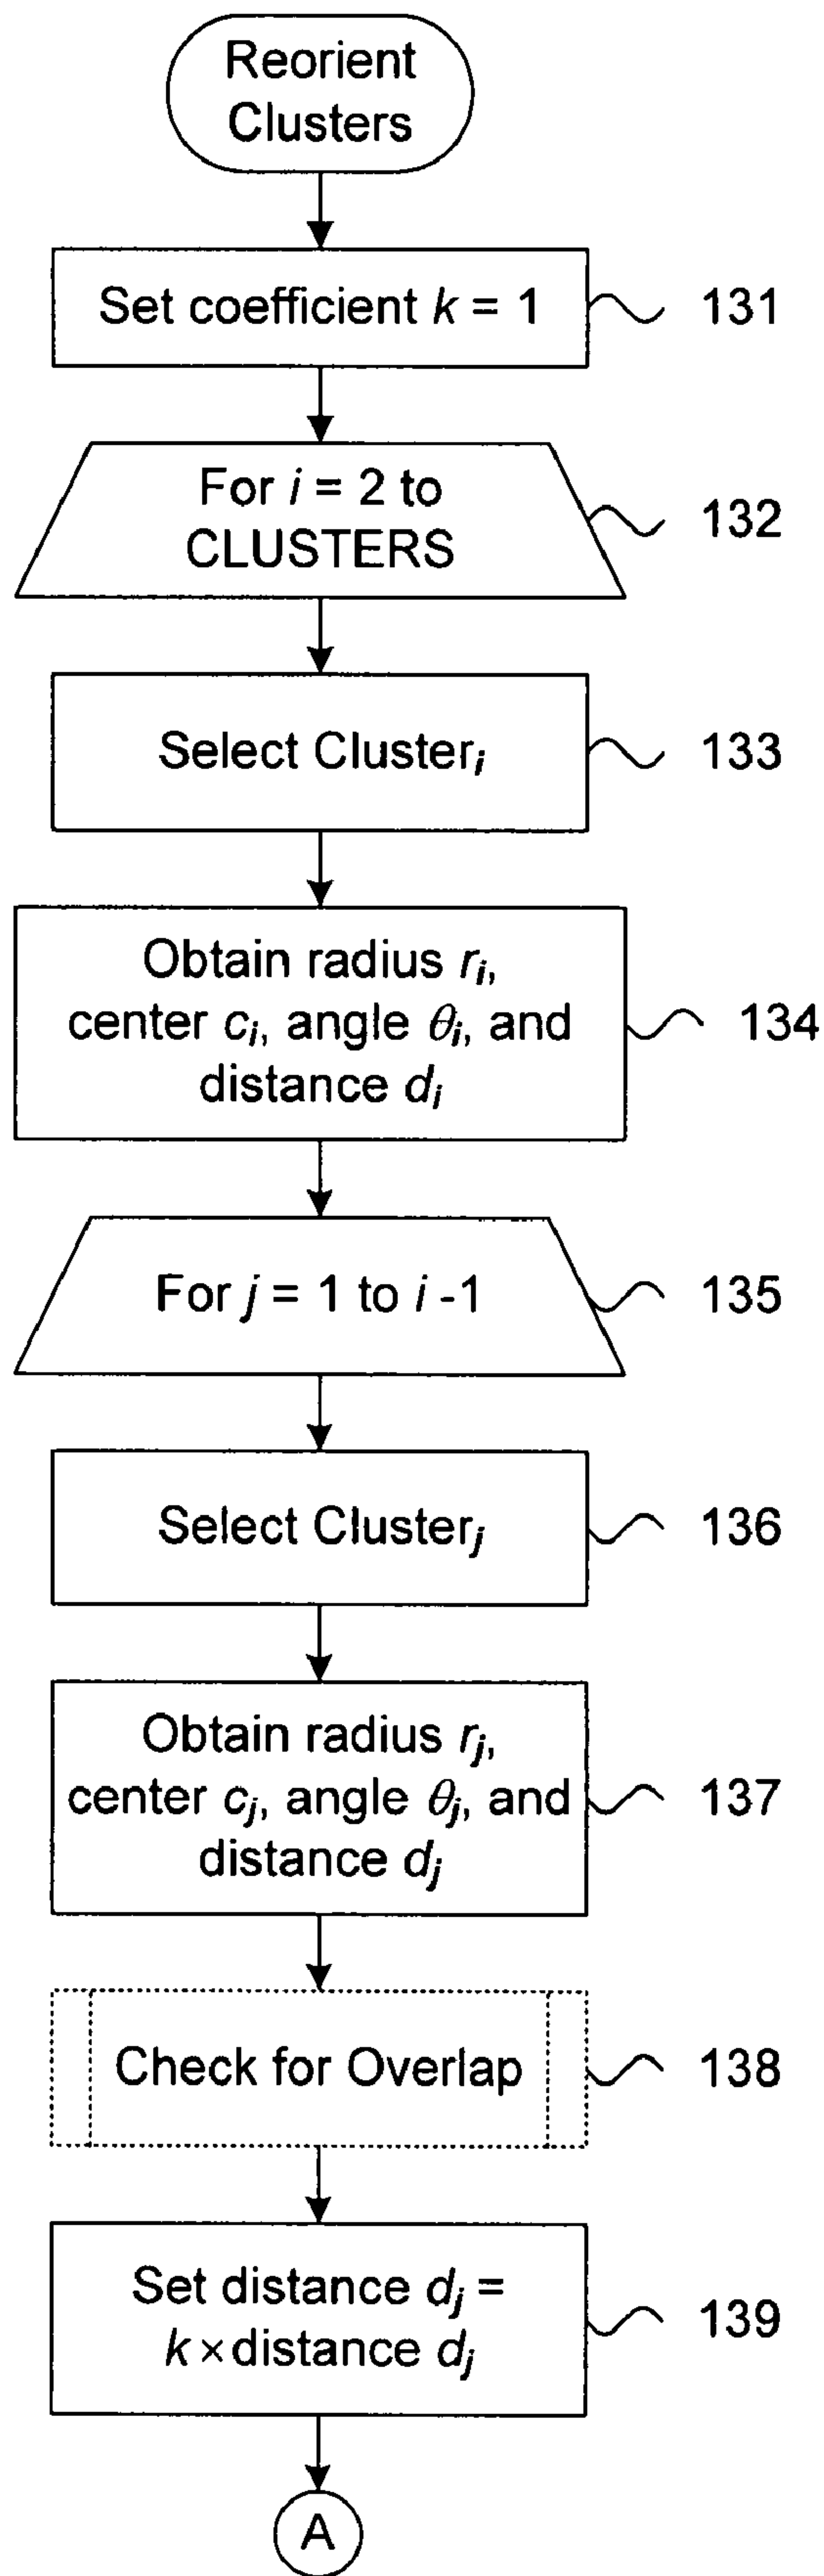 Reorient
Clusters
Set coefficient k = 1
131
For i = 2 to
CLUSTERS
132
Select Clusterᵢ
133
Obtain radius rᵢ,
center cᵢ, angle θᵢ, and
distance dᵢ
134
For j = 1 to i -1
135
Select Clusterⱼ
136
Obtain radius rⱼ,
center cⱼ, angle θⱼ, and
distance dⱼ
137
Check for Overlap
138
Set distance dⱼ =
k × distance dⱼ
139
A